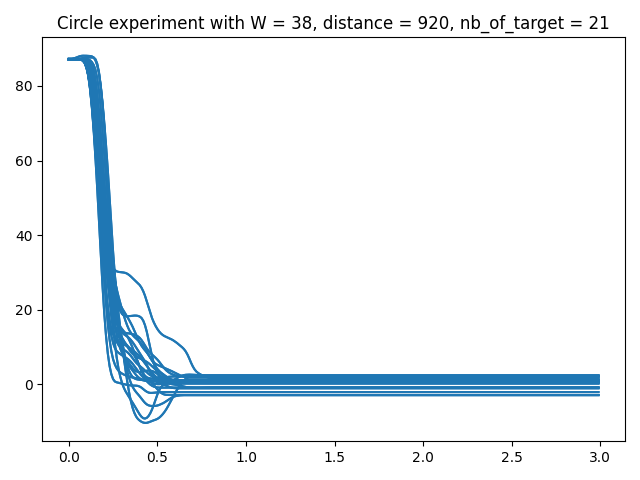 Circle experiment with W = 38, distance = 920, nb_of_target = 21
80
60
40
20
0
0.0 0.5 1.0 1.5 2.0 2.5 3.0